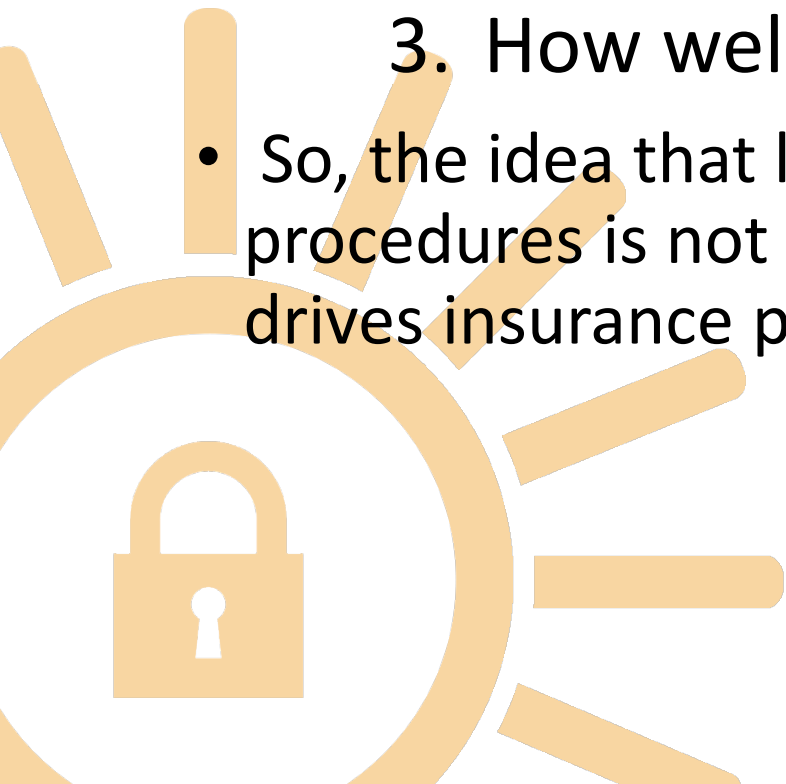 3. How wel
• So, the idea that l
procedures is not
drives insurance p